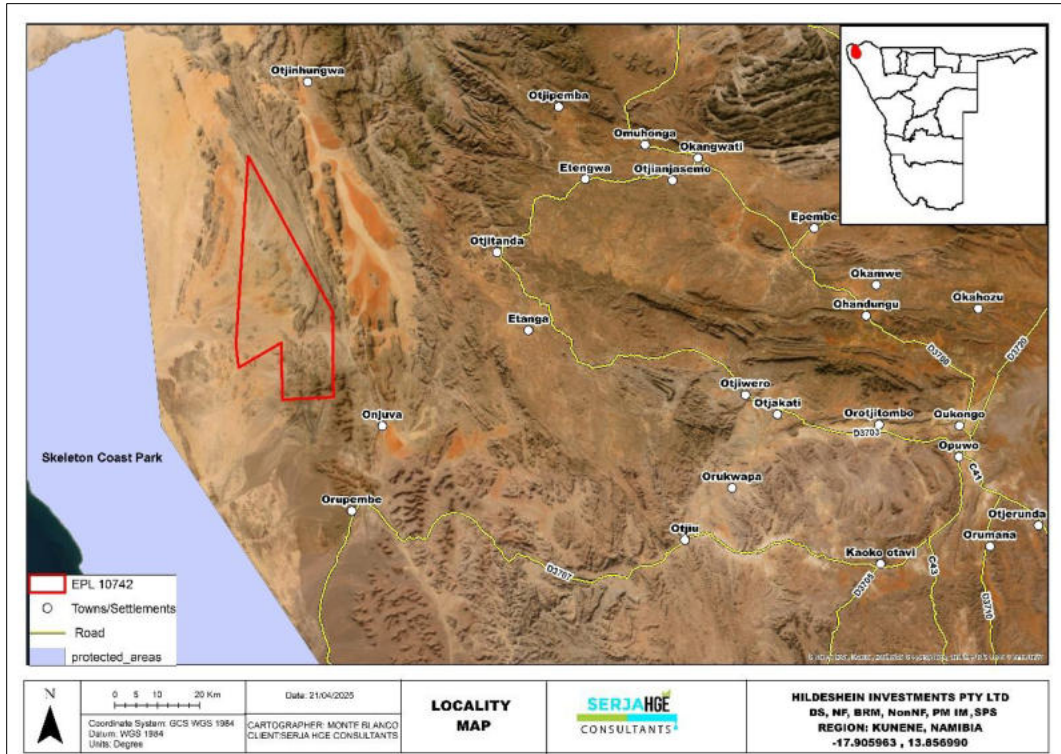 Otjinhungwa
Otjipemba
Omuhonga
Okangwati
Etengwa
Otjianjasemo
Epembe
Otjitanda
Okamwe
Okahozu
Ohandungu
Etanga
D3700
D3720
Otjiwero
Otjakati
Orotjitombo
Oukongo
Onjuva
D3703
Opuwo
Skeleton Coast Park
C41
Orukwapa
Orupembe
Otjerunda
Otjiu
Orumana
Kaoko otavi
D3707
D3705
C43
D3710
EPL 10742
Towns/Settlements
Road
protected_areas
N
0 5 10 20 Km
Coordinate System: GCS WGS 1984
Datum: WGS 1984
Units: Degree
Date: 21/04/2025
CARTOGRAPHER: MONTE BLANCO
CLIENT:SERJA HGE CONSULTANTS
LOCALITY
MAP
SERJAHGE
CONSULTANTS
HILDESHEIN INVESTMENTS PTY LTD
DS, NF, BRM, NonNF, PM IM ,SPS
REGION: KUNENE, NAMIBIA
-17.905963 , 13.856990